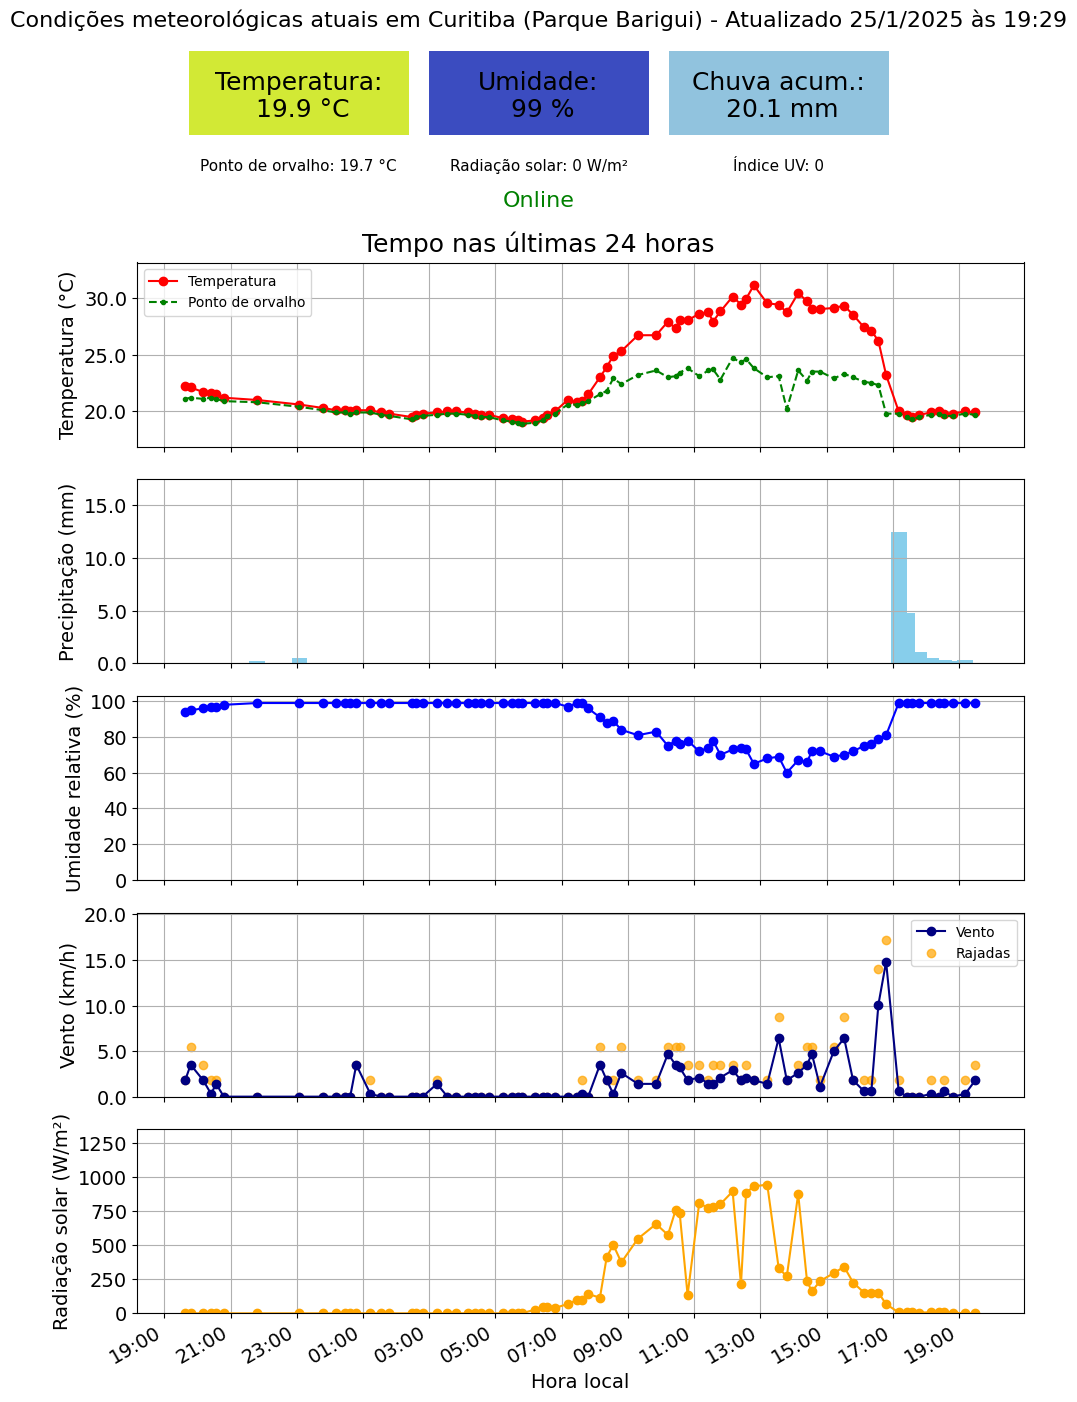 Condições meteorológicas atuais em Curitiba (Parque Barigui) - Atualizado 25/1/2025 às 19:29
Temperatura:
19.9 °C
Umidade:
99 %
Chuva acum.:
20.1 mm
Ponto de orvalho: 19.7 °C
Radiação solar: 0 W/m²
Índice UV: 0
Online
Tempo nas últimas 24 horas
Temperatura (°C)
30.0
25.0
20.0
Temperatura
Ponto de orvalho
Precipitação (mm)
15.0
10.0
5.0
0.0
Umidade relativa (%)
100
80
60
40
20
0
Vento (km/h)
20.0
15.0
10.0
5.0
0.0
Vento
Rajadas
Radiação solar (W/m²)
1250
1000
750
500
250
0
19:00
21:00
23:00
01:00
03:00
05:00
07:00
09:00
11:00
13:00
15:00
17:00
19:00
Hora local